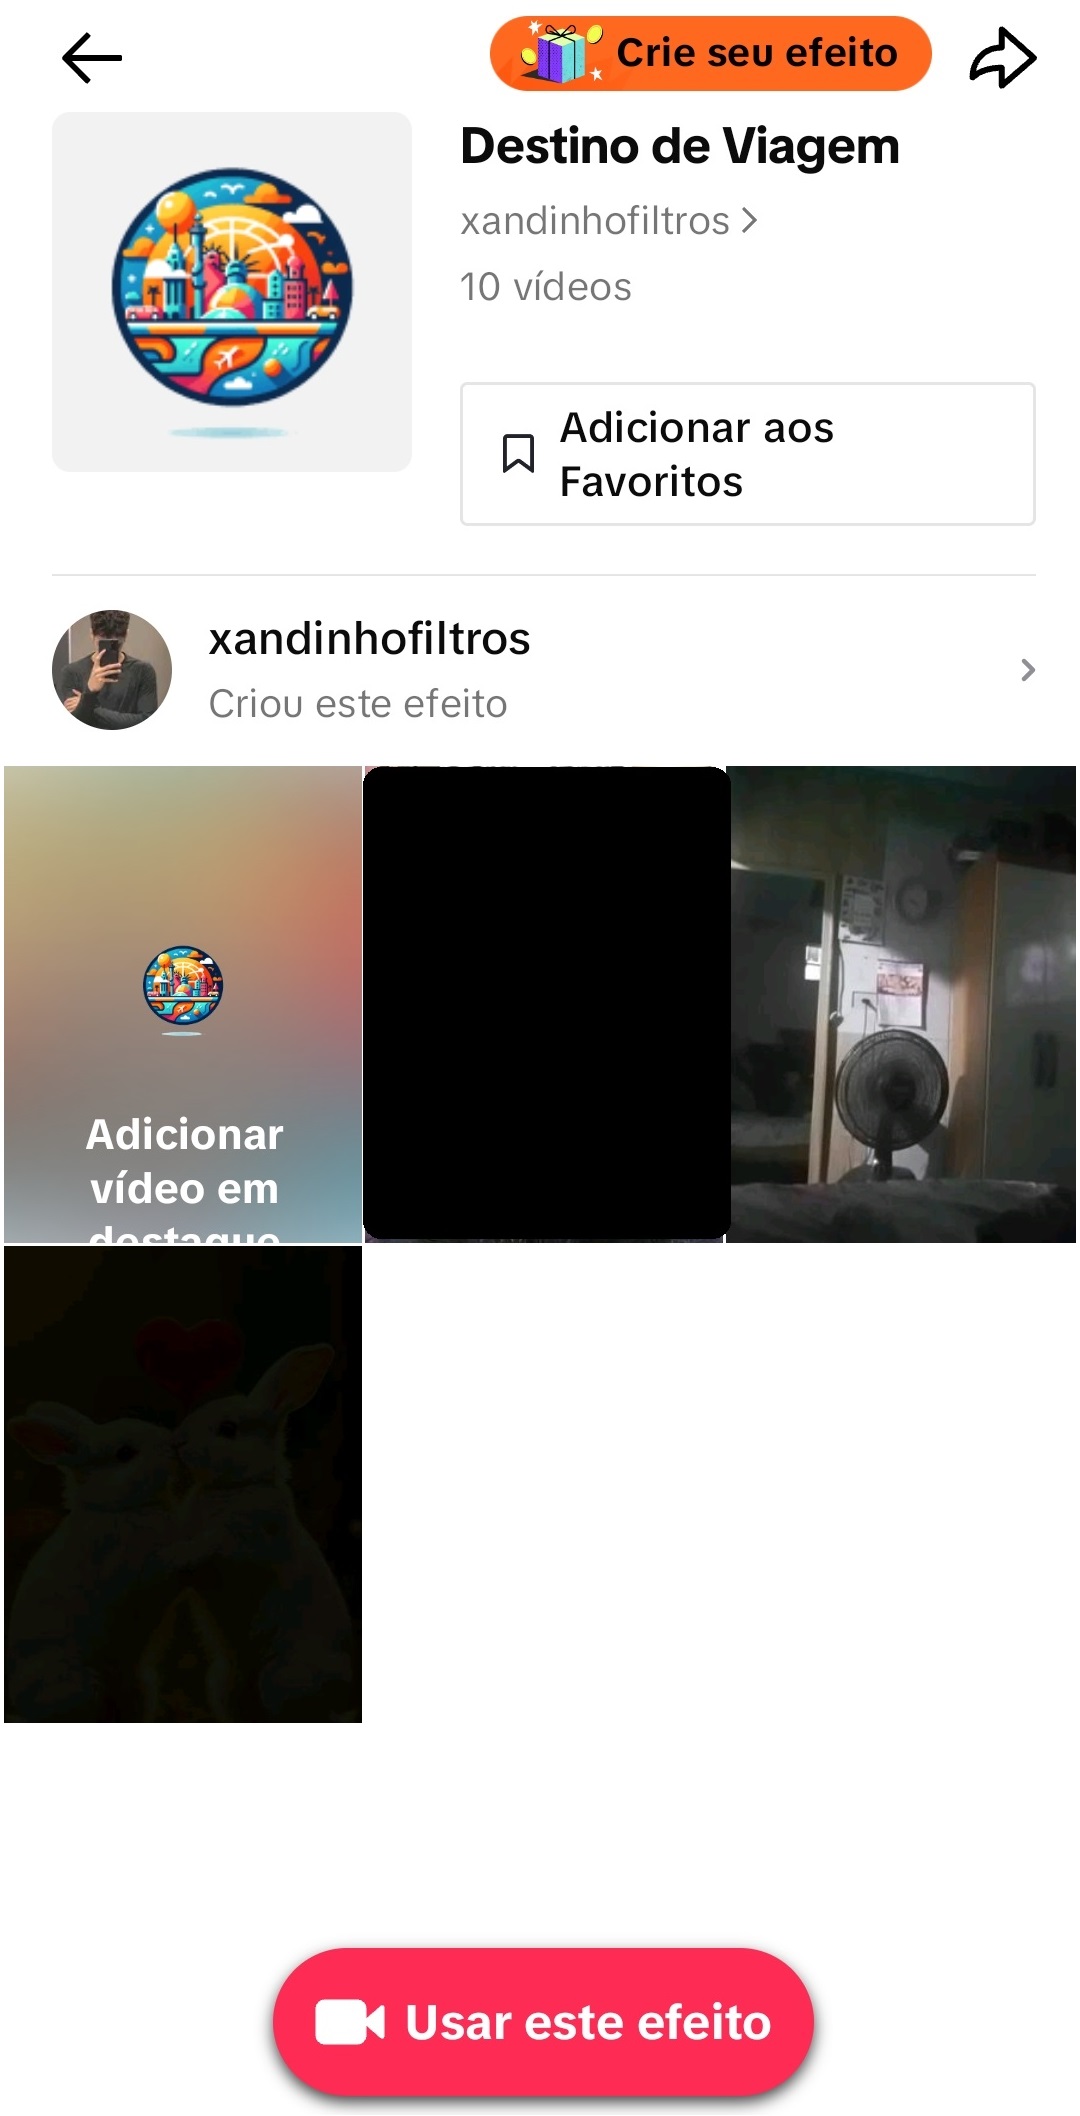 Crie seu efeito
Destino de Viagem
xandinhofiltros
10 vídeos
Adicionar aos
Favoritos
xandinhofiltros
Criou este efeito
Adicionar
vídeo em
destaque
Usar este efeito